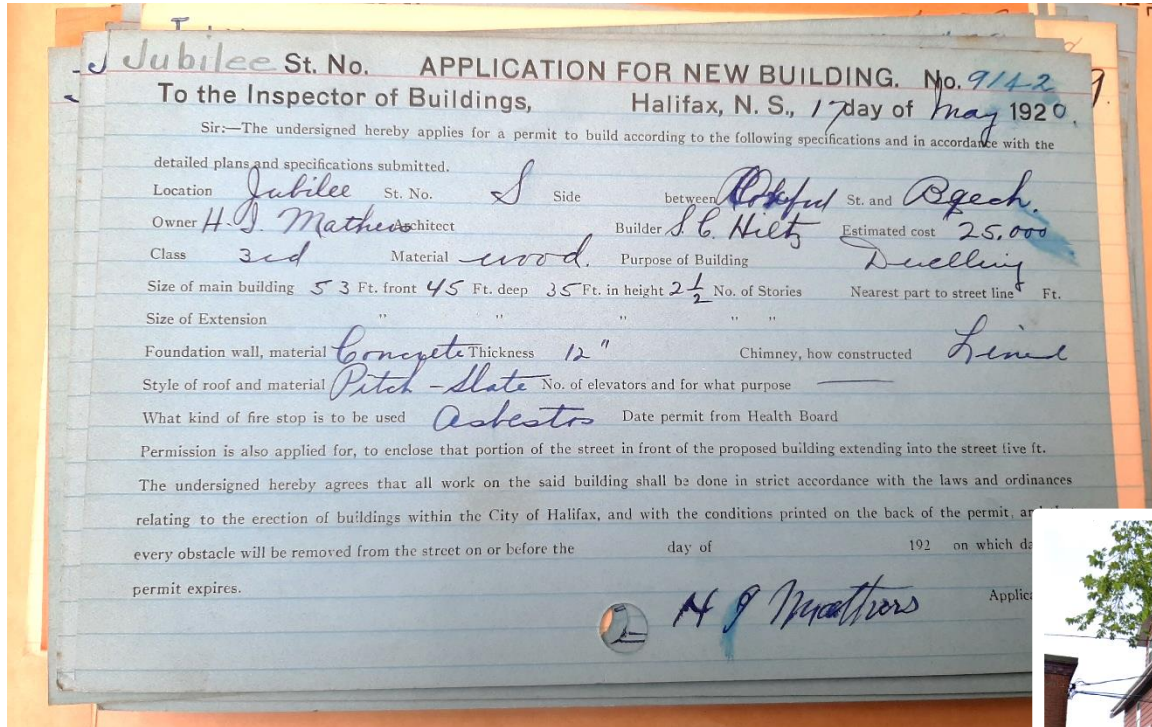 Jubilee St. No. APPLICATION FOR NEW BUILDING. No. 9142
To the Inspector of Buildings, Halifax, N. S., 17 day of May 1920.
Sir:—The undersigned hereby applies for a permit to build according to the following specifications and in accordance with the
detailed plans and specifications submitted.
Location Jubilee St. No. S Side between St. and Beech.
Owner H. I. Mathers Architect Builder S. C. Hiltz Estimated cost 25,000
Class 3rd Material wood. Purpose of Building Dwelling
Size of main building 53 Ft. front 45 Ft. deep 35 Ft. in height 2 1/2 No. of Stories Nearest part to street line Ft.
Size of Extension " " " " "
Foundation wall, material Concrete Thickness 12" Chimney, how constructed Lined
Style of roof and material Pitch - Slate No. of elevators and for what purpose —
What kind of fire stop is to be used Asbestos Date permit from Health Board
Permission is also applied for, to enclose that portion of the street in front of the proposed building extending into the street five ft.
The undersigned hereby agrees that all work on the said building shall be done in strict accordance with the laws and ordinances
relating to the erection of buildings within the City of Halifax, and with the conditions printed on the back of the permit,
every obstacle will be removed from the street on or before the day of 192 on which
permit expires.
H I Mathers